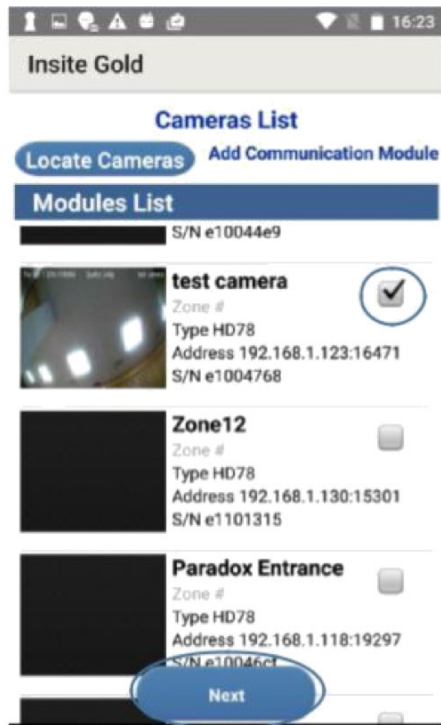 16:23
Insite Gold
Cameras List
Locate Cameras Add Communication Module
Modules List
S/N e10044e9
test camera
Zone #
Type HD78
Address 192.168.1.123:16471
S/N e1004768
Zone12
Zone #
Type HD78
Address 192.168.1.130:15301
S/N e1101315
Paradox Entrance
Zone #
Type HD78
Address 192.168.1.118:19297
S/N e10046cf
Next